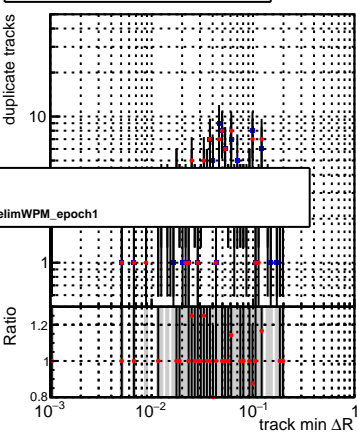 duplicate tracks
10
elimWPM_epoch1
1
Ratio
1.2
1
0.8
10⁻³ 10⁻² 10⁻¹ 1
track min ΔR